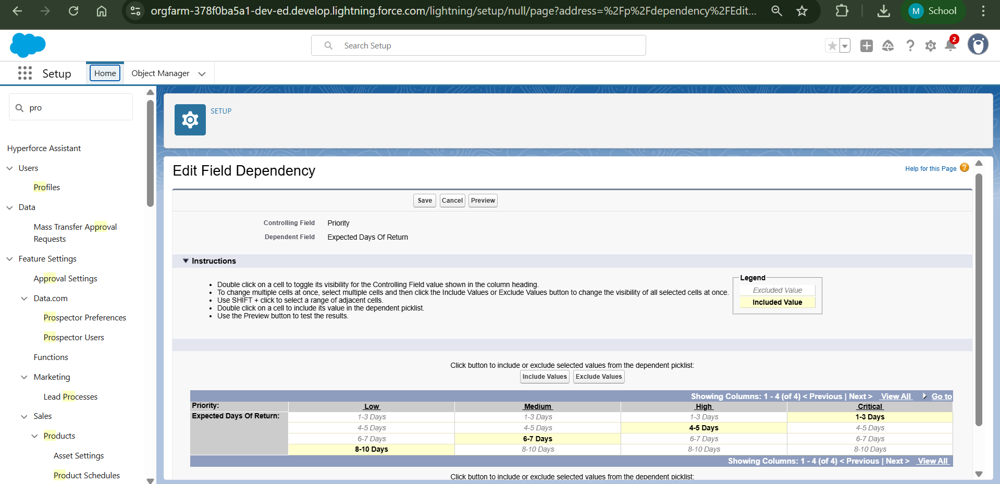 orgfarm-378f0ba5a1-dev-ed.develop.lightning.force.com/lightning/setup/null/page?address=%2Fp%2Fdependency%2FEdit...
M School
Search Setup
2
Setup
Home
Object Manager
pro
Hyperforce Assistant
Users
Profiles
Data
Mass Transfer Approval
Requests
Feature Settings
Approval Settings
Data.com
Prospector Preferences
Prospector Users
Functions
Marketing
Lead Processes
Sales
Products
Asset Settings
Product Schedules
SETUP
Edit Field Dependency
Help for this Page ?
Save Cancel Preview
Controlling Field Priority
Dependent Field Expected Days Of Return
Instructions
• Double click on a cell to toggle its visibility for the Controlling Field value shown in the column heading.
• To change multiple cells at once, select multiple cells and then click the Include Values or Exclude Values button to change the visibility of all selected cells at once.
• Use SHIFT + click to select a range of adjacent cells.
• Double click on a cell to include its value in the dependent picklist.
• Use the Preview button to test the results.
Legend
Excluded Value
Included Value
Click button to include or exclude selected values from the dependent picklist:
Include Values Exclude Values
Showing Columns: 1 - 4 (of 4) < Previous | Next > View All Go to
Priority: Low Medium High Critical
Expected Days Of Return: 1-3 Days 1-3 Days 1-3 Days 1-3 Days
4-5 Days 4-5 Days 4-5 Days 4-5 Days
6-7 Days 6-7 Days 6-7 Days 6-7 Days
8-10 Days 8-10 Days 8-10 Days 8-10 Days
Showing Columns: 1 - 4 (of 4) < Previous | Next > View All
Click button to include or exclude selected values from the dependent picklist: